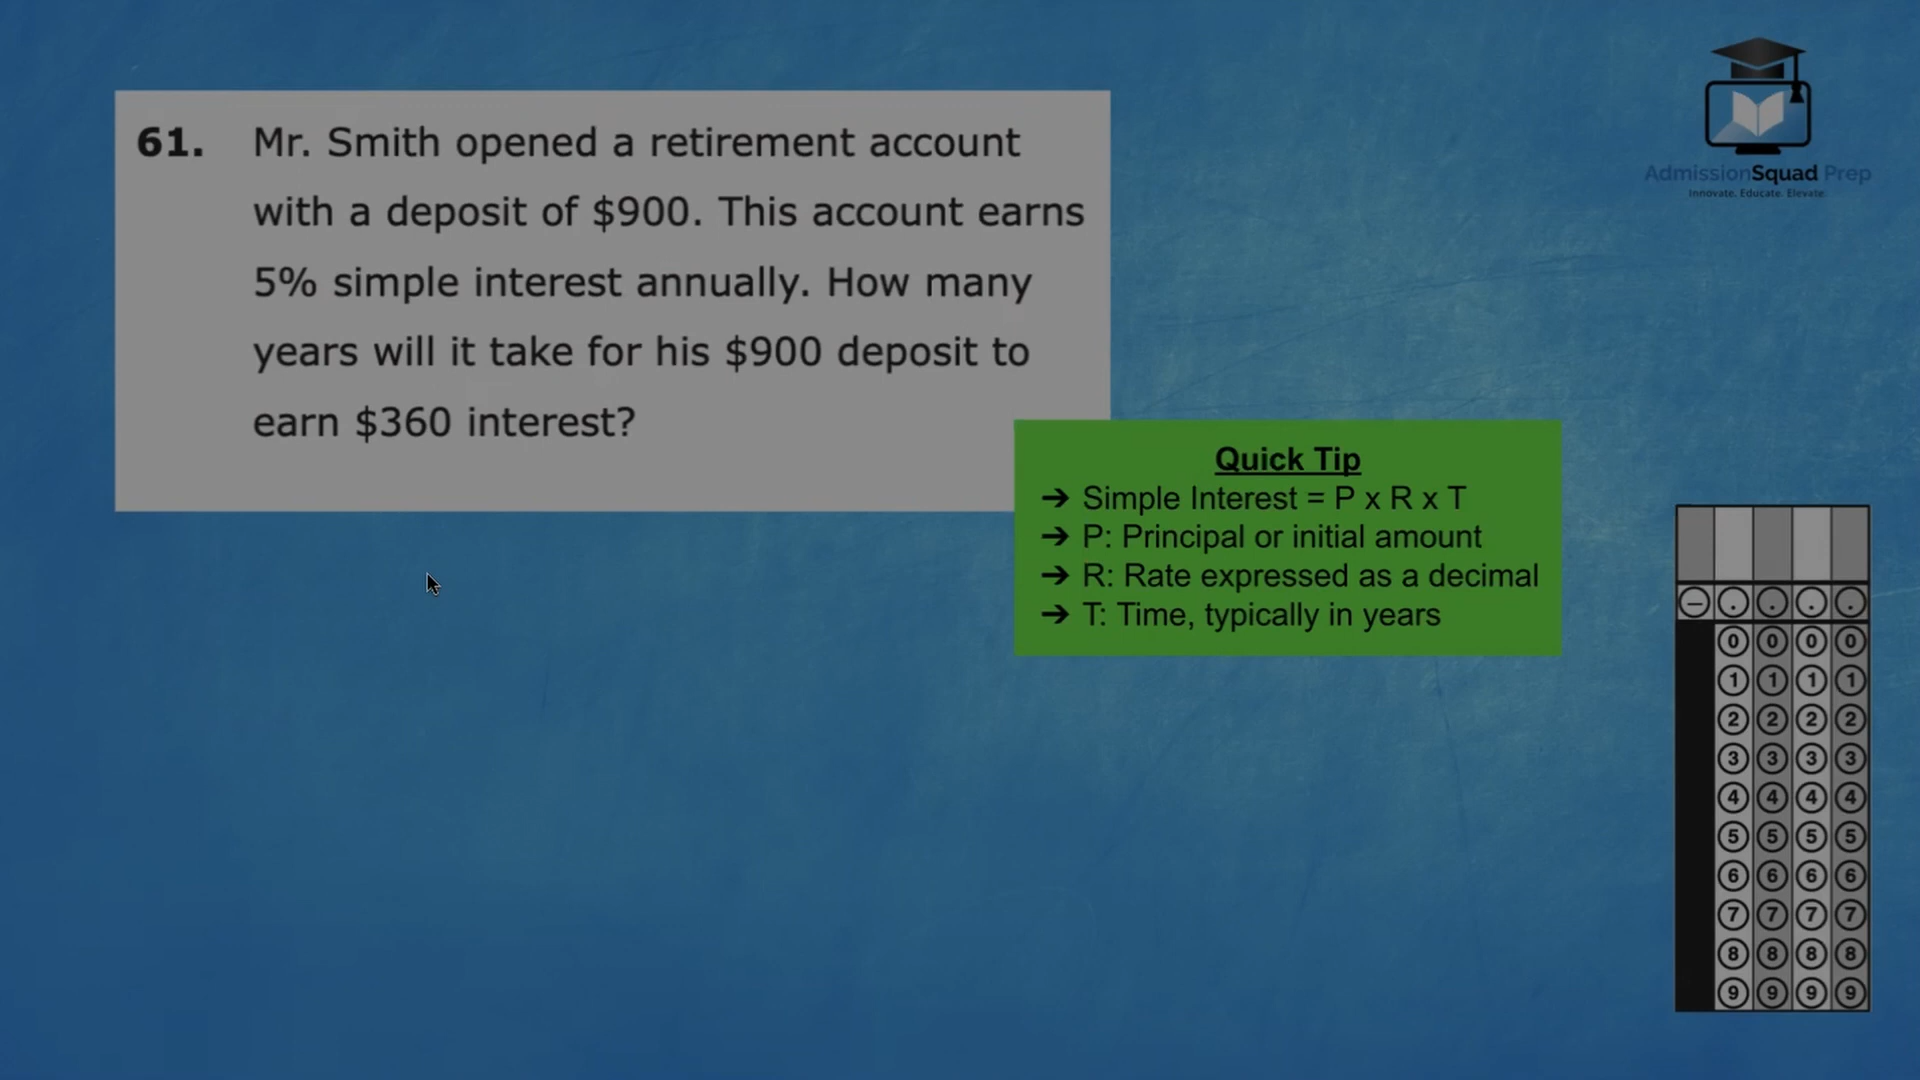 61. Mr. Smith opened a retirement account
with a deposit of $900. This account earns
5% simple interest annually. How many
years will it take for his $900 deposit to
earn $360 interest?
Quick Tip
➔ Simple Interest = P x R x T
➔ P: Principal or initial amount
➔ R: Rate expressed as a decimal
➔ T: Time, typically in years
AdmissionSquad Prep
Innovate. Educate. Elevate.
− . . . .
0 0 0 0
1 1 1 1
2 2 2 2
3 3 3 3
4 4 4 4
5 5 5 5
6 6 6 6
7 7 7 7
8 8 8 8
9 9 9 9